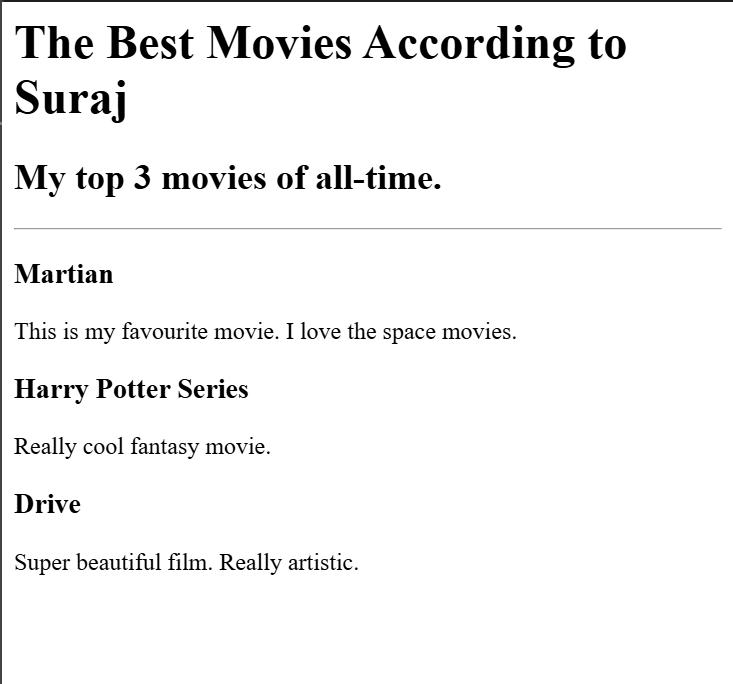 The Best Movies According to
Suraj
My top 3 movies of all-time.
Martian
This is my favourite movie. I love the space movies.
Harry Potter Series
Really cool fantasy movie.
Drive
Super beautiful film. Really artistic.